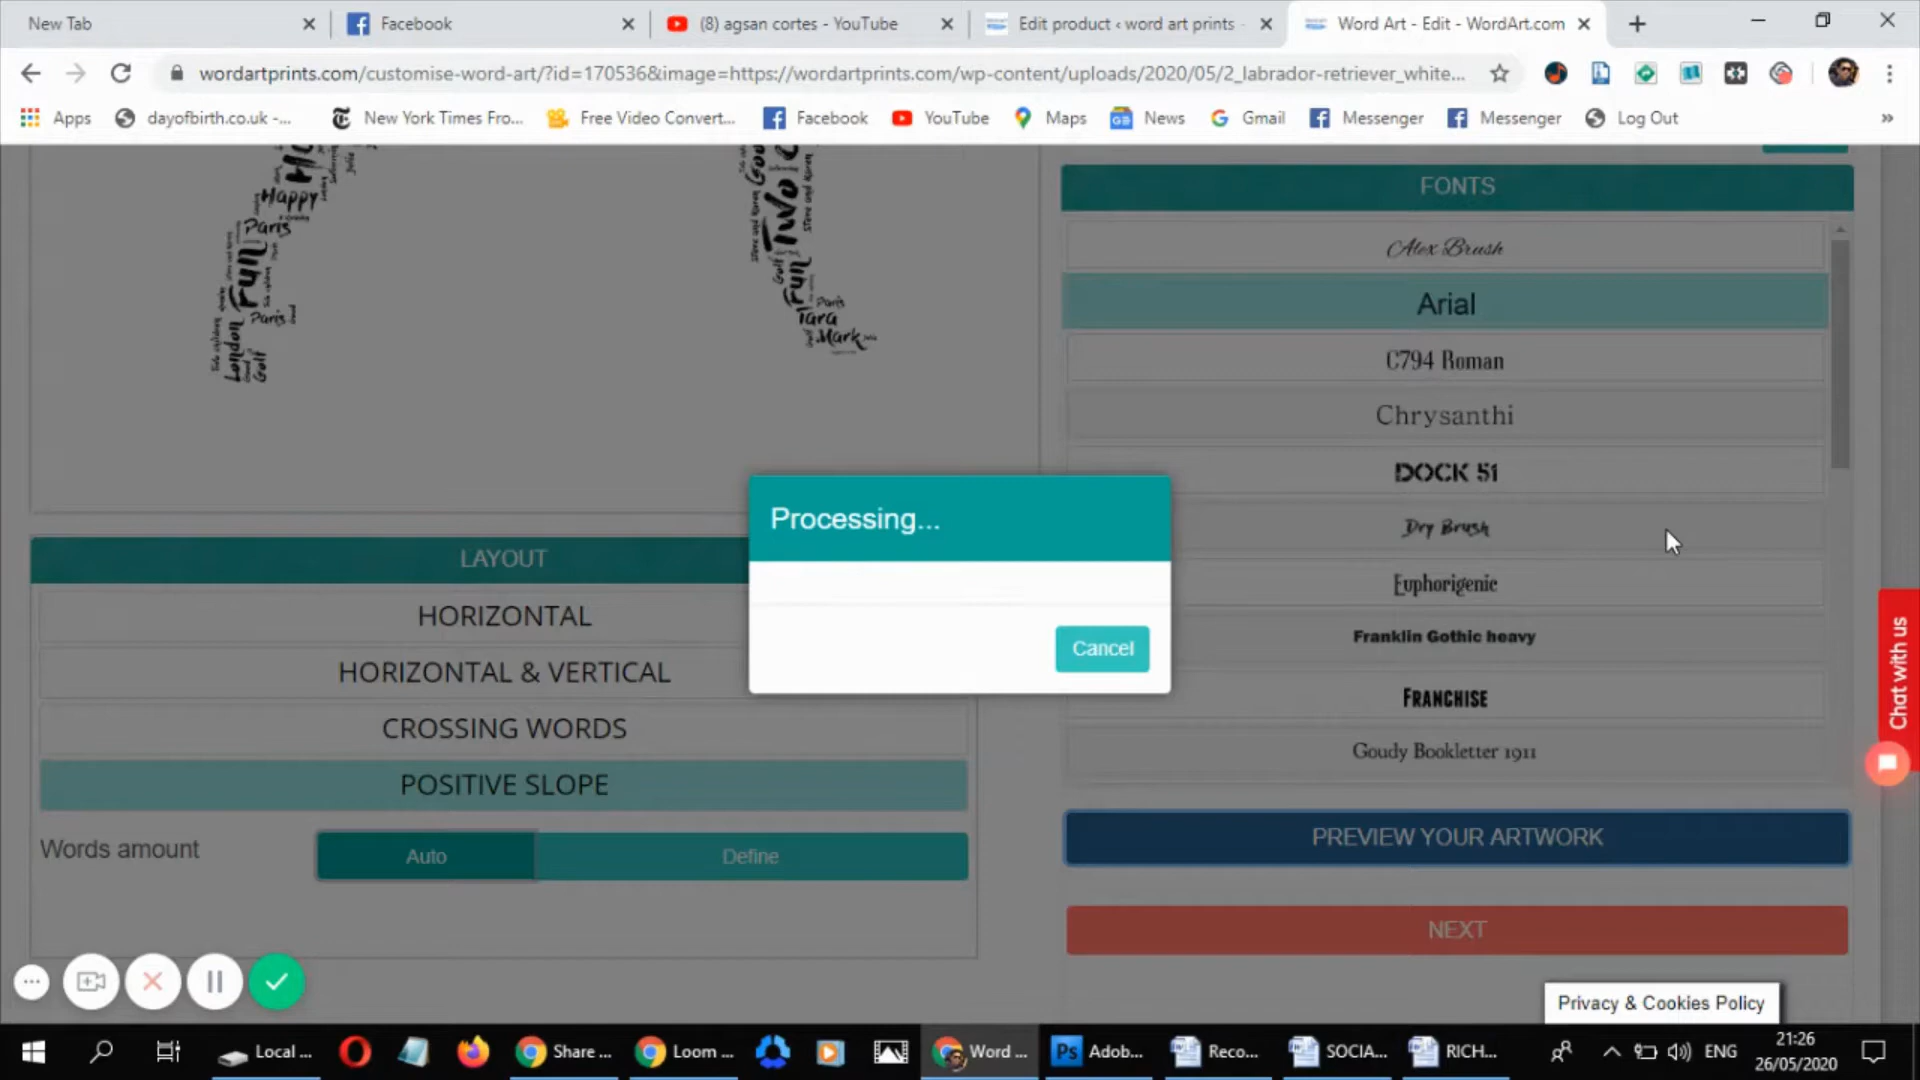 New Tab
Facebook
(8) agsan cortes - YouTube
Edit product ‹ word art prints
Word Art - Edit - WordArt.com
wordartprints.com/customise-word-art/?id=170536&image=https://wordartprints.com/wp-content/uploads/2020/05/2_labrador-retriever_white...
Apps
dayofbirth.co.uk -...
New York Times Fro...
Free Video Convert...
Facebook
YouTube
Maps
News
Gmail
Messenger
Messenger
Log Out
»
Happy
Paris
Fun
Paris
London
Golf
Two
Golf
Fun
Paris
Tara
Mark
FONTS
Alex Brush
Arial
C794 Roman
Chrysanthi
DOCK 51
Dry Brush
Euphorigenic
Franklin Gothic heavy
FRANCHISE
Goudy Bookletter 1911
Processing...
Cancel
LAYOUT
HORIZONTAL
HORIZONTAL & VERTICAL
CROSSING WORDS
POSITIVE SLOPE
Words amount
Auto
Define
PREVIEW YOUR ARTWORK
NEXT
Chat with us
Privacy & Cookies Policy
Local ...
Share ...
Loom ...
Word ...
Ps
Adob...
Reco...
SOCIA...
RICH...
ENG
21:26
26/05/2020